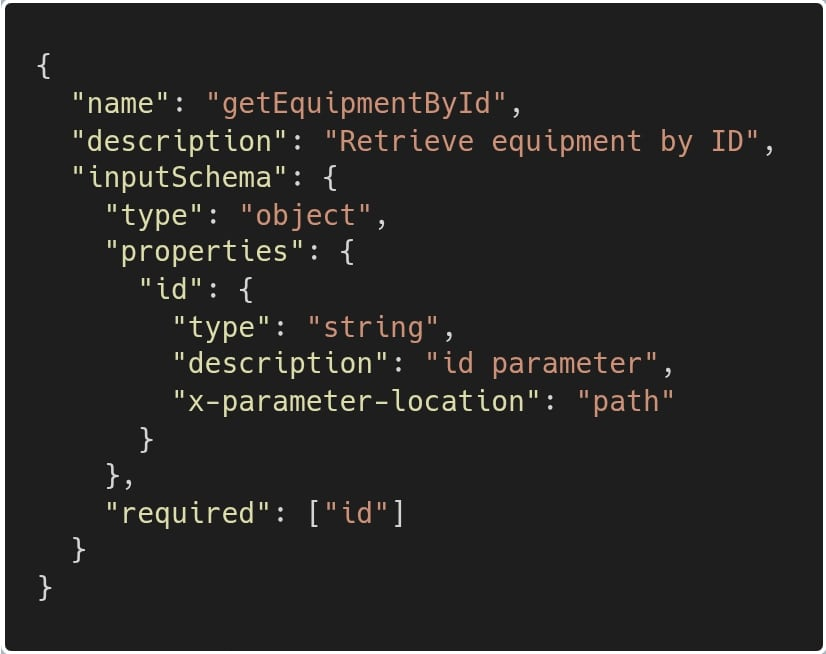 {
  "name": "getEquipmentById",
  "description": "Retrieve equipment by ID",
  "inputSchema": {
    "type": "object",
    "properties": {
      "id": {
        "type": "string",
        "description": "id parameter",
        "x-parameter-location": "path"
      }
    },
    "required": ["id"]
  }
}